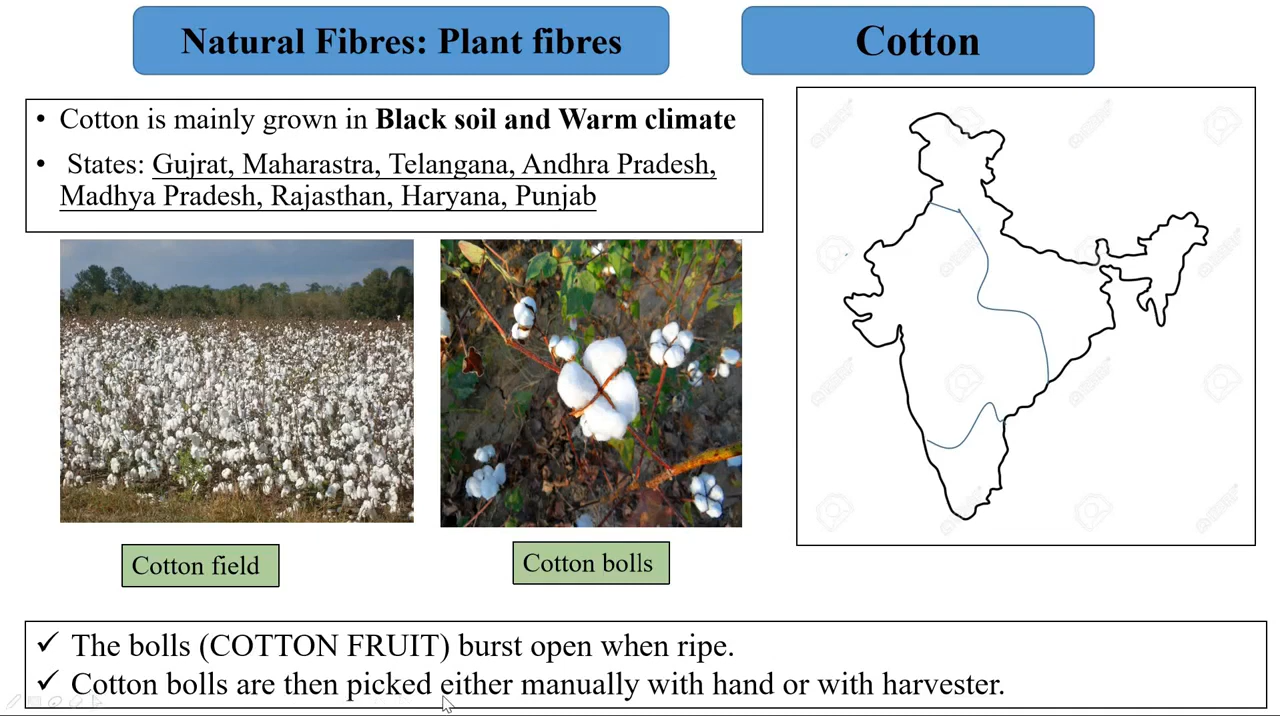 Natural Fibres: Plant fibres
Cotton
• Cotton is mainly grown in Black soil and Warm climate
• States: Gujrat, Maharastra, Telangana, Andhra Pradesh,
Madhya Pradesh, Rajasthan, Haryana, Punjab
Cotton field
Cotton bolls
✓ The bolls (COTTON FRUIT) burst open when ripe.
✓ Cotton bolls are then picked either manually with hand or with harvester.